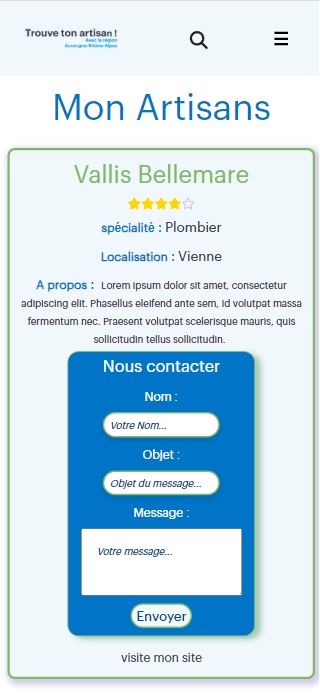 Trouve ton artisan !
Avec la région
Auvergne-Rhône-Alpes
Mon Artisans
Vallis Bellemare
spécialité : Plombier
Localisation : Vienne
A propos : Lorem ipsum dolor sit amet, consectetur
adipiscing elit. Phasellus eleifend ante sem, id volutpat massa
fermentum nec. Praesent volutpat scelerisque mauris, quis
sollicitudin tellus sollicitudin.
Nous contacter
Nom :
Votre Nom...
Objet :
Objet du message...
Message :
Votre message...
Envoyer
visite mon site